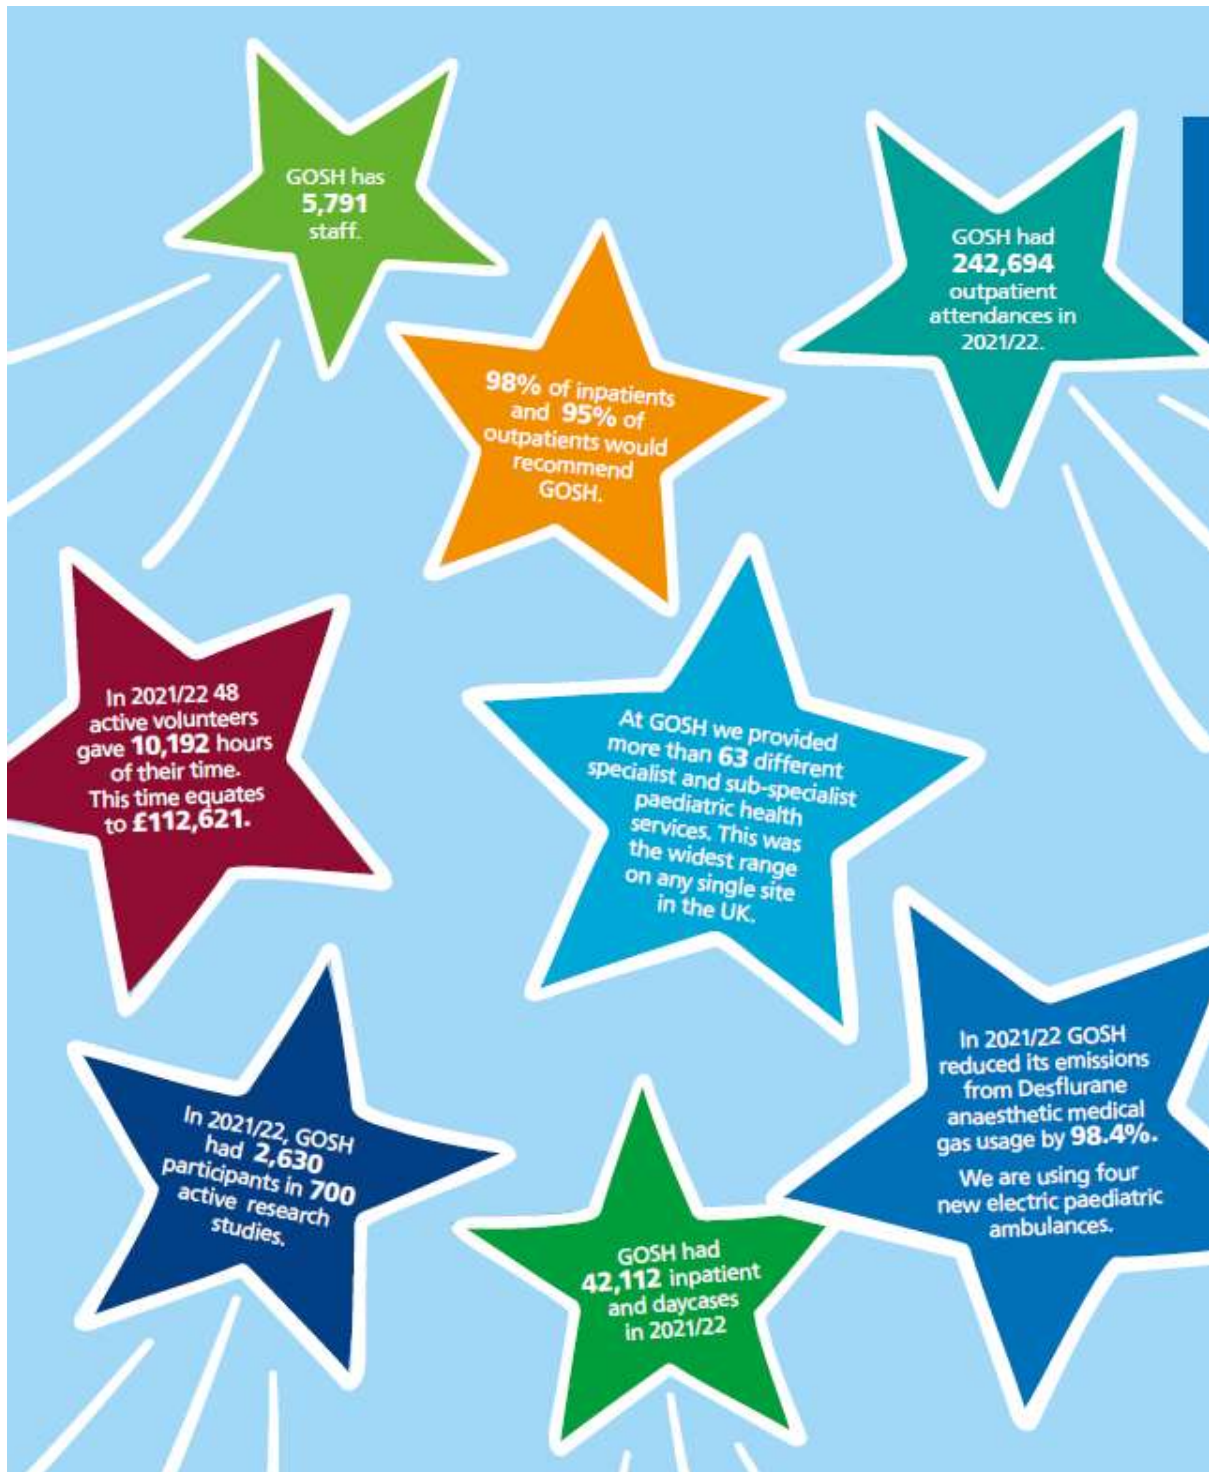 GOSH has
5,791
staff.
GOSH had
242,694
outpatient
attendances in
2021/22.
98% of inpatients
and 95% of
outpatients would
recommend
GOSH.
In 2021/22 48
active volunteers
gave 10,192 hours
of their time.
This time equates
to £112,621.
At GOSH we provided
more than 63 different
specialist and sub-specialist
paediatric health
services. This was
the widest range
on any single site
in the UK.
In 2021/22 GOSH
reduced its emissions
from Desflurane
anaesthetic medical
gas usage by 98.4%.
We are using four
new electric paediatric
ambulances.
In 2021/22, GOSH
had 2,630
participants in 700
active research
studies.
GOSH had
42,112 inpatient
and daycases
in 2021/22